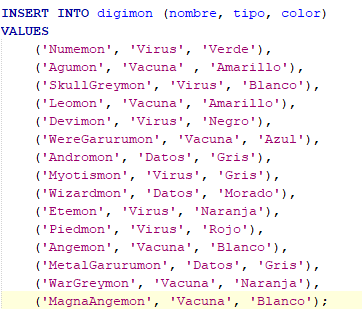 INSERT INTO digimon (nombre, tipo, color)
VALUES
('Numemon', 'Virus', 'Verde'),
('Agumon', 'Vacuna' , 'Amarillo'),
('SkullGreymon', 'Virus', 'Blanco'),
('Leomon', 'Vacuna', 'Amarillo'),
('Devimon', 'Virus', 'Negro'),
('WereGarurumon', 'Vacuna', 'Azul'),
('Andromon', 'Datos', 'Gris'),
('Myotismon', 'Virus', 'Gris'),
('Wizardmon', 'Datos', 'Morado'),
('Etemon', 'Virus', 'Naranja'),
('Piedmon', 'Virus', 'Rojo'),
('Angemon', 'Vacuna', 'Blanco'),
('MetalGarurumon', 'Datos', 'Gris'),
('WarGreymon', 'Vacuna', 'Naranja'),
('MagnaAngemon', 'Vacuna', 'Blanco');